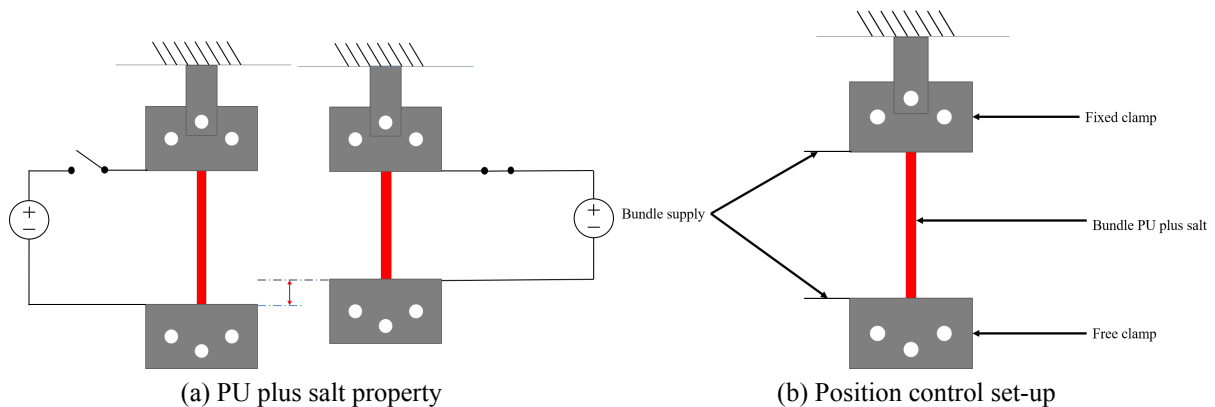 +
−
+
−
Fixed clamp
Bundle supply
Bundle PU plus salt
Free clamp
(a) PU plus salt property
(b) Position control set-up